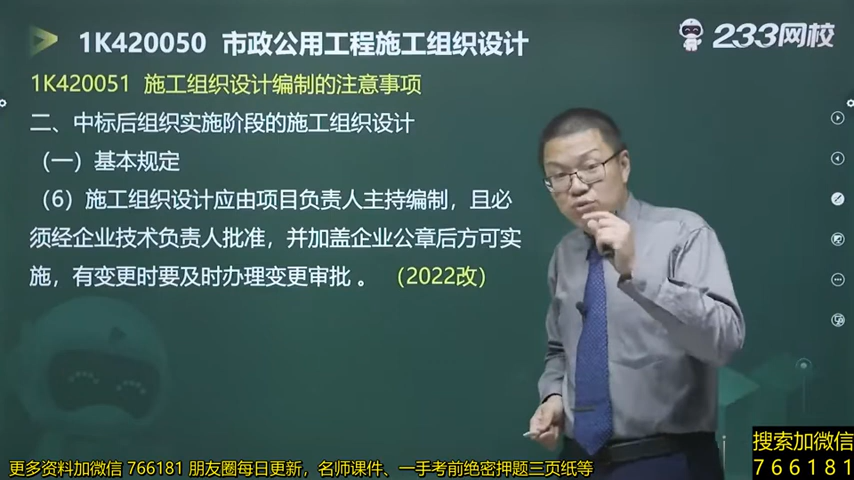 1K420050 市政公用工程施工组织设计
233网校
1K420051 施工组织设计编制的注意事项
二、中标后组织实施阶段的施工组织设计
（一）基本规定
（6）施工组织设计应由项目负责人主持编制，且必
须经企业技术负责人批准，并加盖企业公章后方可实
施，有变更时要及时办理变更审批 。 （2022改）
搜索加微信
766181
更多资料加微信 766181 朋友圈每日更新，名师课件、一手考前绝密押题三页纸等